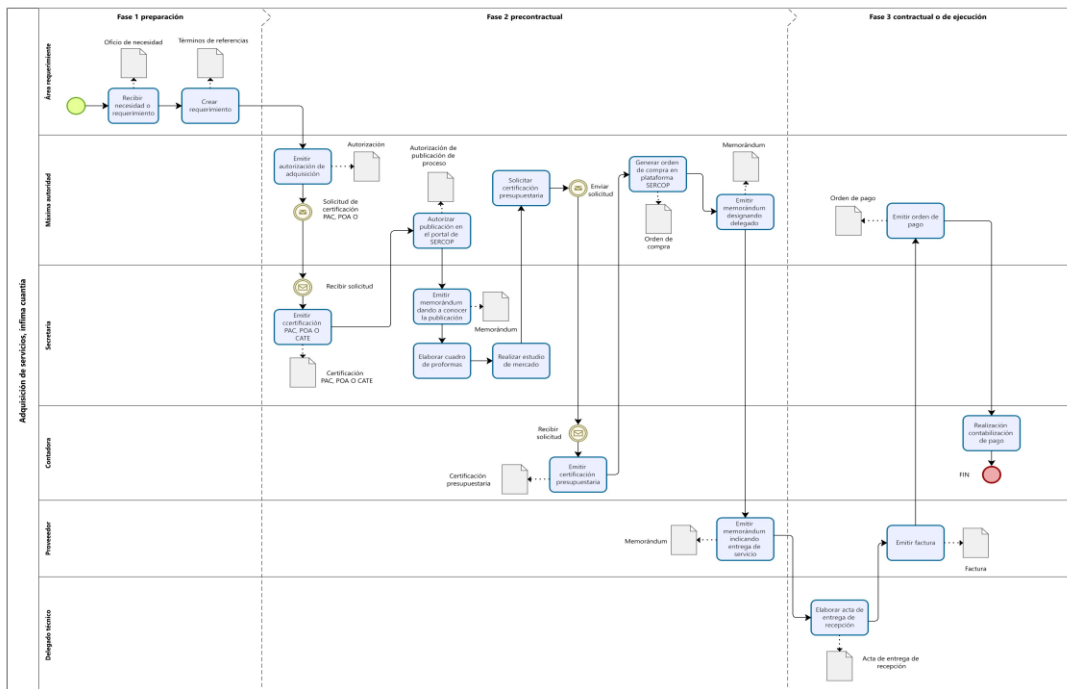 Fase 1 preparación
Fase 2 precontractual
Fase 3 contractual o de ejecución
Adquisición de servicios, ínfima cuantía
Área requirimiente
Oficio de necesidad
Términos de referencias
Recibir
necesidad o
requerimiento
Crear
requerimiento
Máxima autoridad
Emitir
autorización de
adquisición
Autorización
Solicitud de
certificación
PAC, POA O
Autorización de
publicación de
proceso
Autorizar
publicación en
el portal de
SERCOP
Solicitar
certificación
presupuestaria
Enviar
solicitud
Generar orden
de compra en
plataforma
SERCOP
Orden de
compra
Memorándum
Emitir
memorándum
designando
delegado
Orden de pago
Emitir orden de
pago
Secretaria
Recibir solicitud
Emitir
ccertificación
PAC, POA O
CATE
Certificación
PAC, POA O CATE
Emitir
memorándum
dando a conocer
la publicación
Memorándum
Elaborar cuadro
de proformas
Realizar estudio
de mercado
Contadora
Recibir
solicitud
Certificación
presupuestaria
Emitir
certificación
presupuestaria
Realización
contabilización
de pago
FIN
Proveeedor
Memorándum
Emitir
memorándum
indicando
entrega de
servicio
Emitir factura
Factura
Delegado técnico
Elaborar acta de
entrega de
recepción
Acta de entrega de
recepción